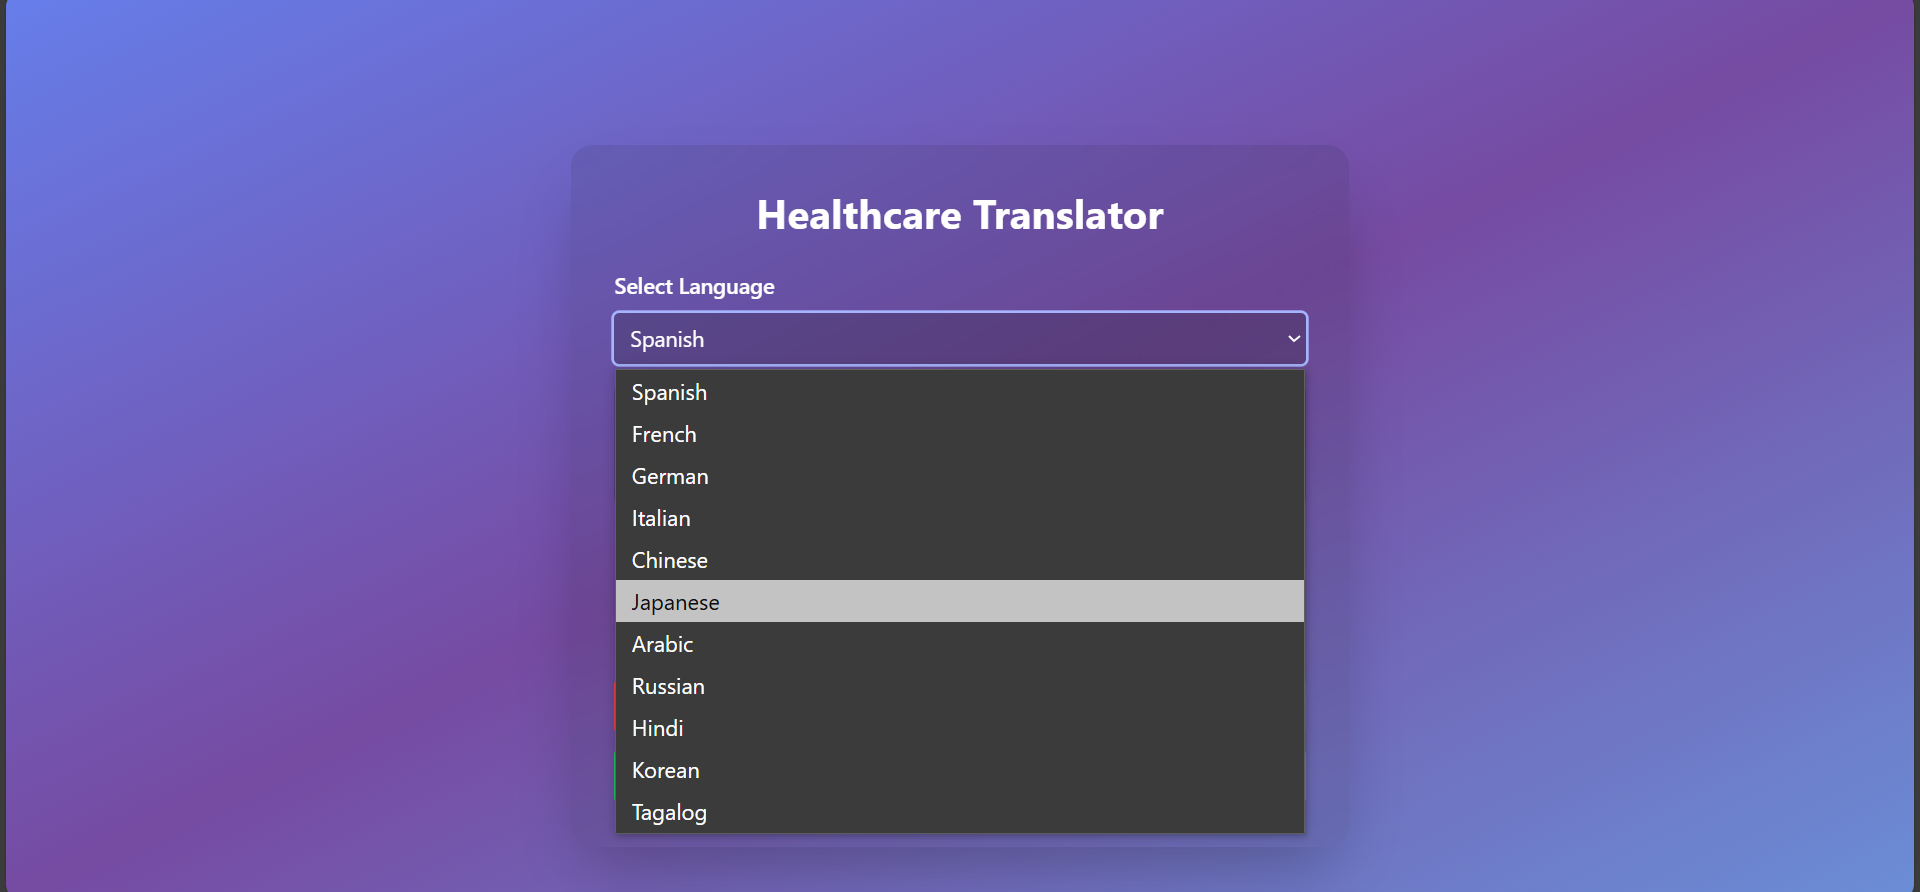 Healthcare Translator
Select Language
Spanish
Spanish
French
German
Italian
Chinese
Japanese
Arabic
Russian
Hindi
Korean
Tagalog